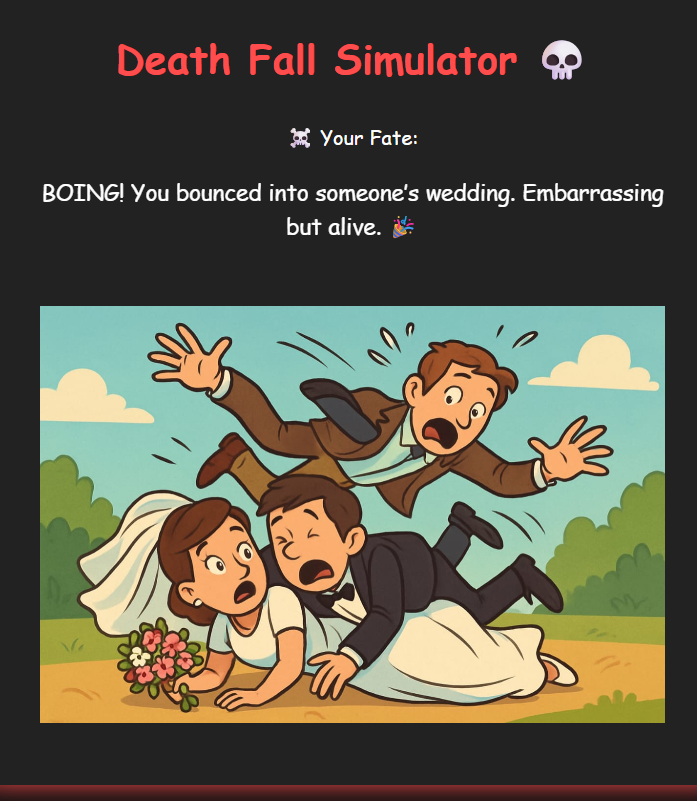 Death Fall Simulator 💀
☠️ Your Fate:
BOING! You bounced into someone’s wedding. Embarrassing
but alive. 🎉